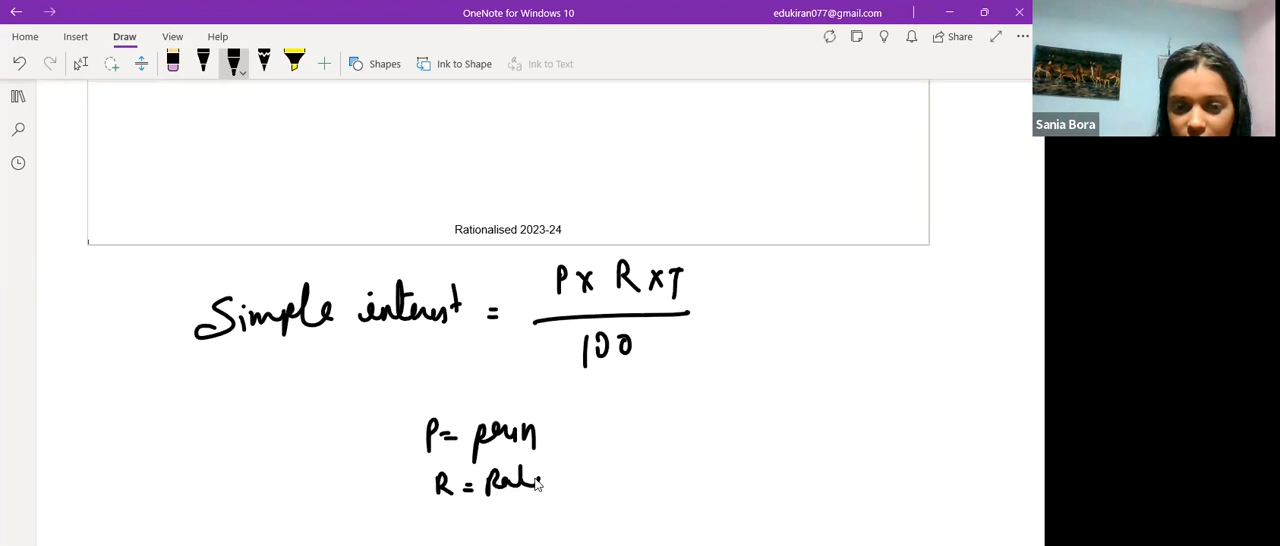 OneNote for Windows 10
edukiran077@gmail.com
Home Insert Draw View Help
Share
Shapes Ink to Shape Ink to Text
Sania Bora
Rationalised 2023-24
Simple interest = P x R x T
100
P = prin
R =